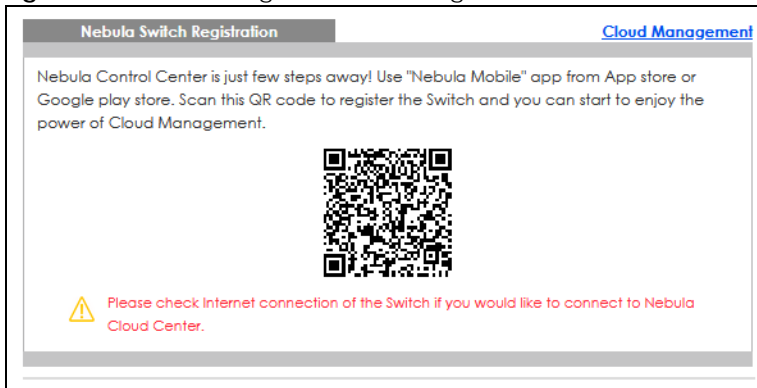 Nebula Switch Registration
Cloud Management
Nebula Control Center is just few steps away! Use "Nebula Mobile" app from App store or
Google play store. Scan this QR code to register the Switch and you can start to enjoy the
power of Cloud Management.
Please check Internet connection of the Switch if you would like to connect to Nebula
Cloud Center.